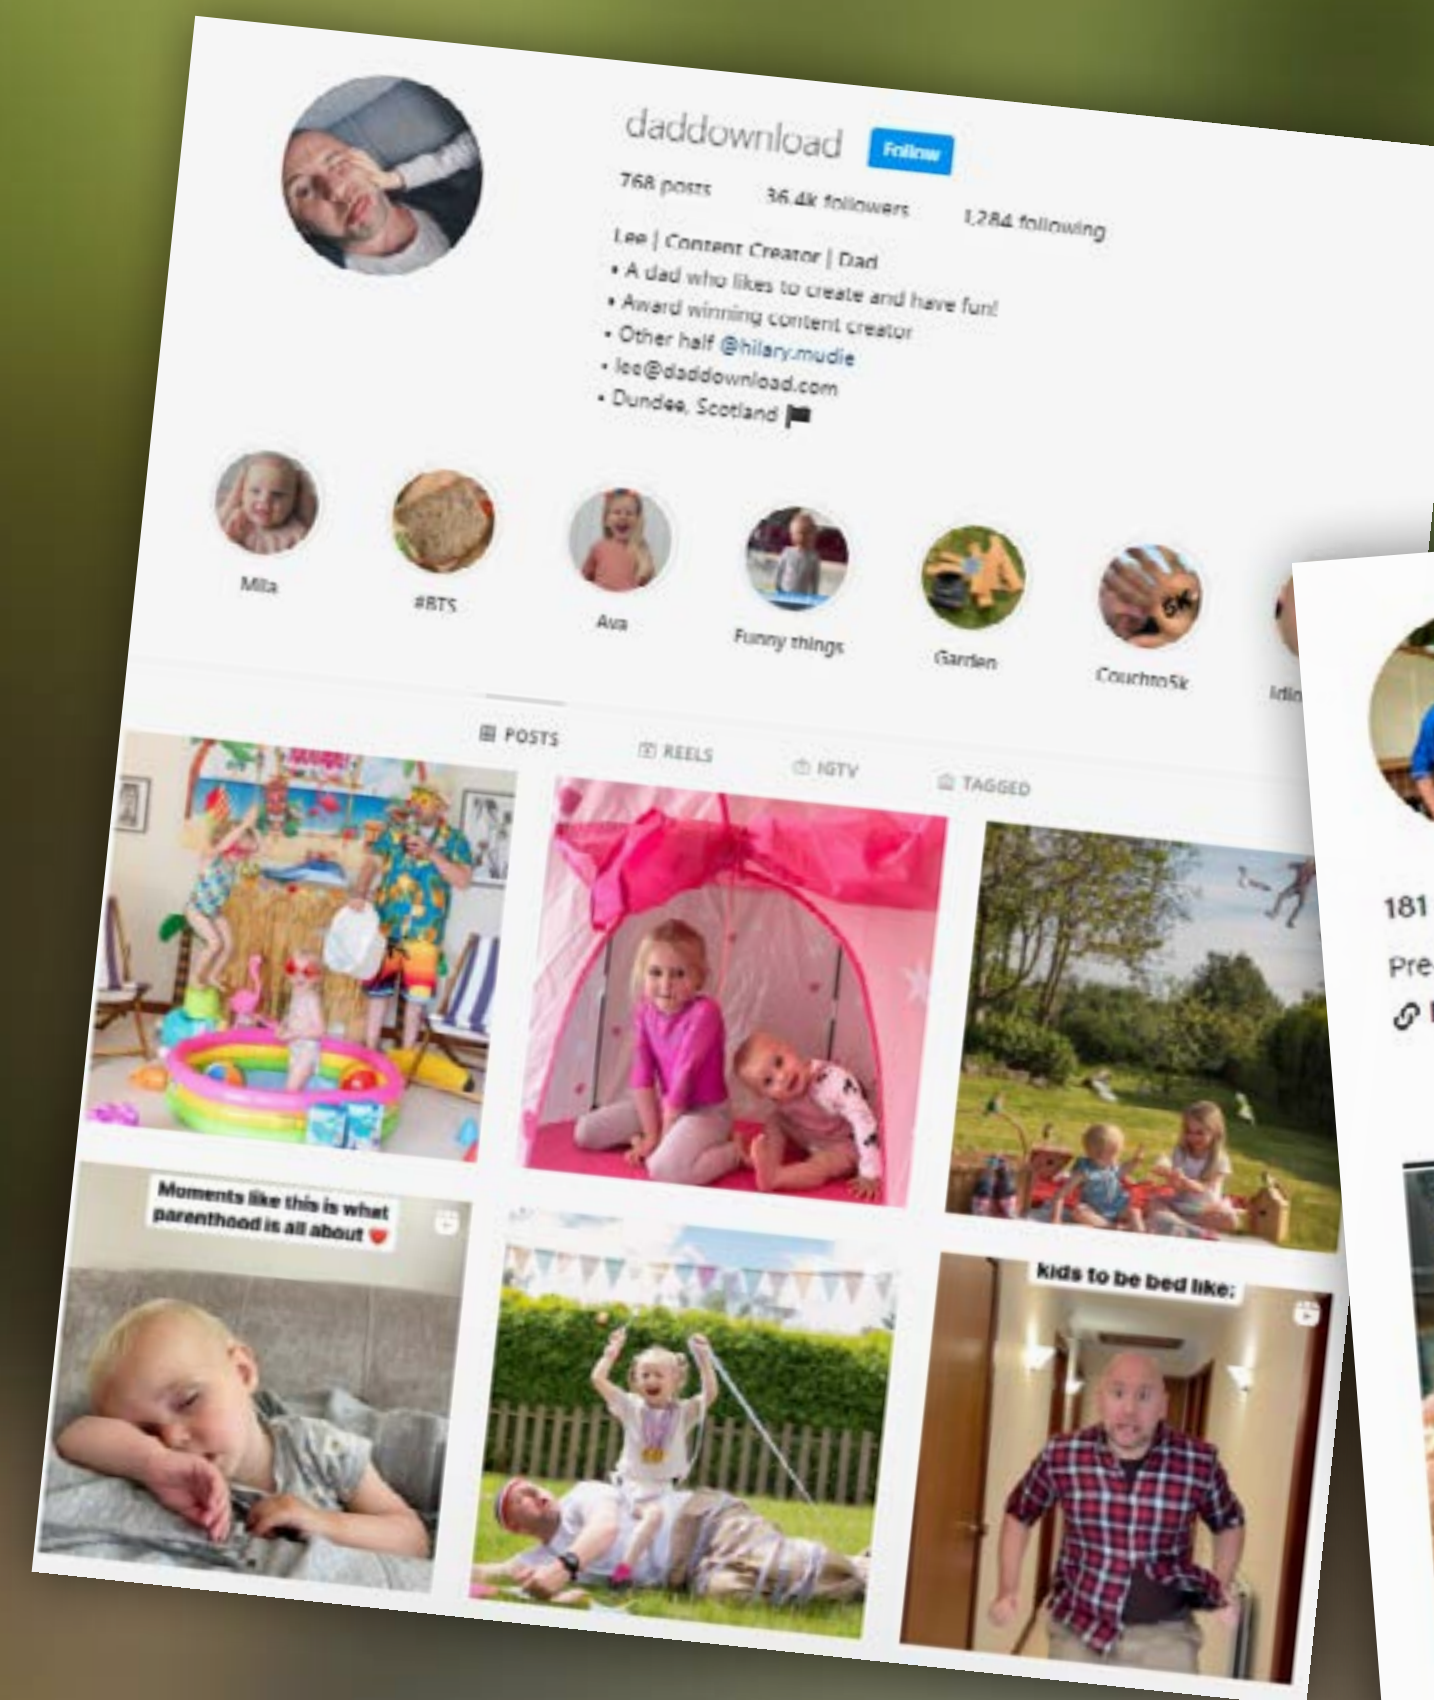 daddownload Follow
768 posts 36.4k followers 1,284 following
Lee | Content Creator | Dad
• A dad who likes to create and have fun!
• Award winning content creator
• Other half @hilary.mudie
• lee@daddownload.com
• Dundee, Scotland
Mila #BTS Ava Funny things Garden Couchto5k
5K
POSTS REELS IGTV TAGGED
Moments like this is what
parenthood is all about
kids to be bed like:
181
Pre